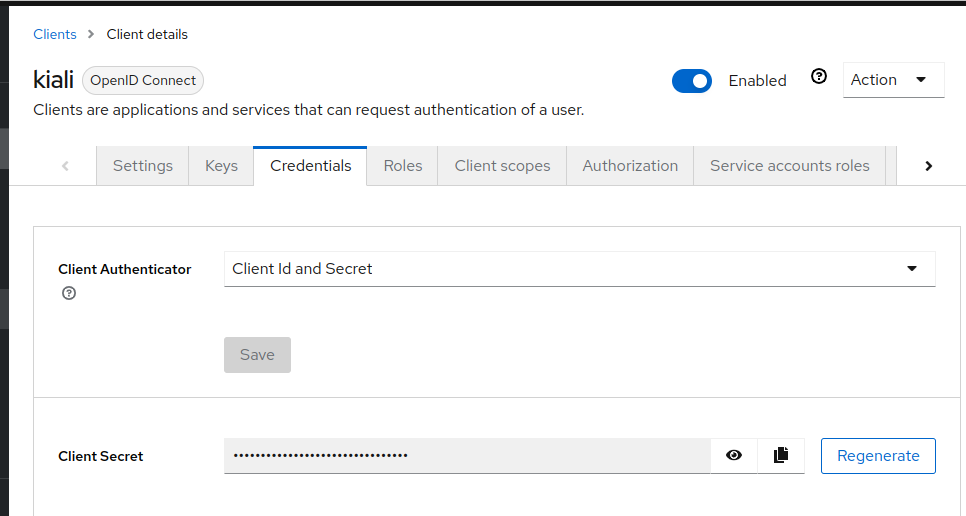 Clients > Client details
kiali OpenID Connect Enabled Action
Clients are applications and services that can request authentication of a user.
Settings Keys Credentials Roles Client scopes Authorization Service accounts roles
Client Authenticator Client Id and Secret
Save
Client Secret •••••••••••••••••••••••••••••••• Regenerate